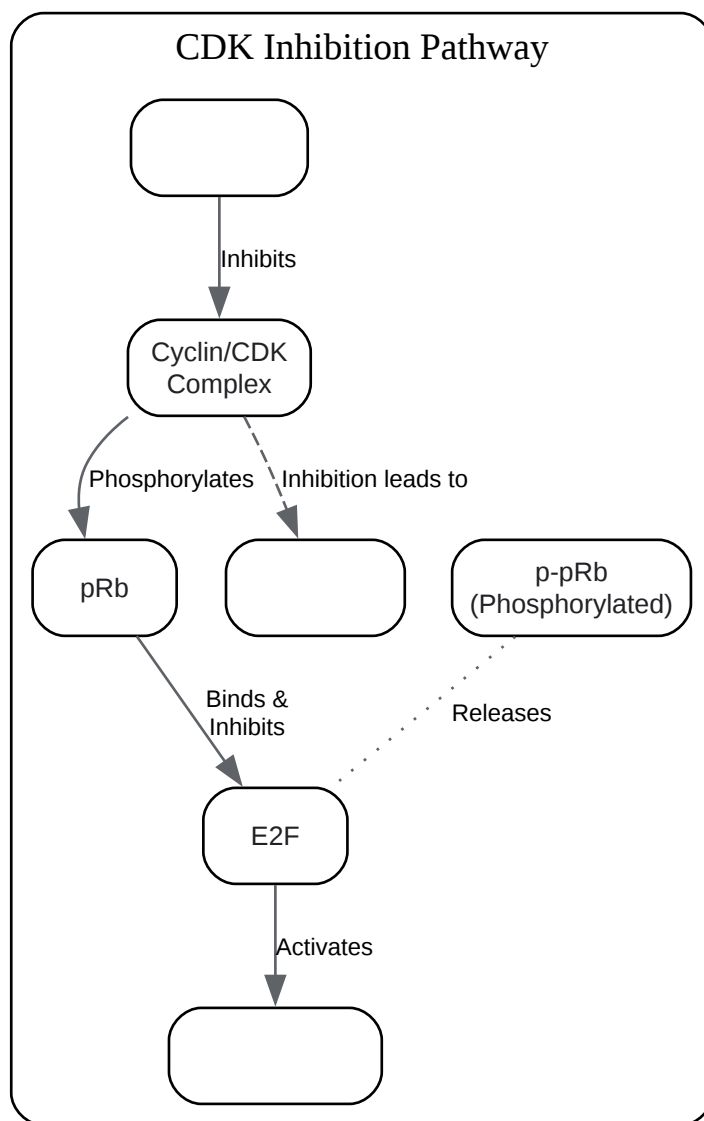 CDK Inhibition Pathway
Inhibits
Cyclin/CDK
Complex
Phosphorylates
Inhibition leads to
pRb
p-pRb
(Phosphorylated)
Binds &
Inhibits
Releases
E2F
Activates